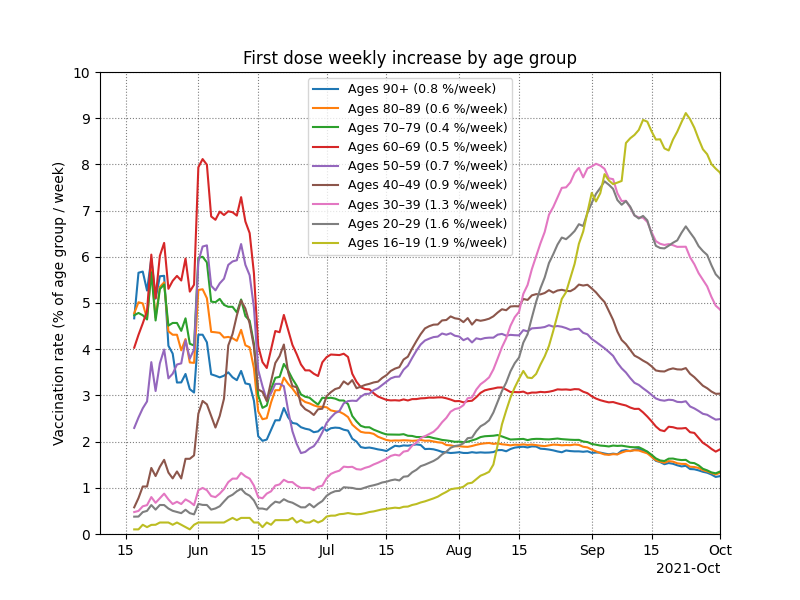 First dose weekly increase by age group
Vaccination rate (% of age group / week)
10
9
8
7
6
5
4
3
2
1
0
Ages 90+ (0.8 %/week)
Ages 80–89 (0.6 %/week)
Ages 70–79 (0.4 %/week)
Ages 60–69 (0.5 %/week)
Ages 50–59 (0.7 %/week)
Ages 40–49 (0.9 %/week)
Ages 30–39 (1.3 %/week)
Ages 20–29 (1.6 %/week)
Ages 16–19 (1.9 %/week)
15 Jun 15 Jul 15 Aug 15 Sep 15 Oct
2021-Oct